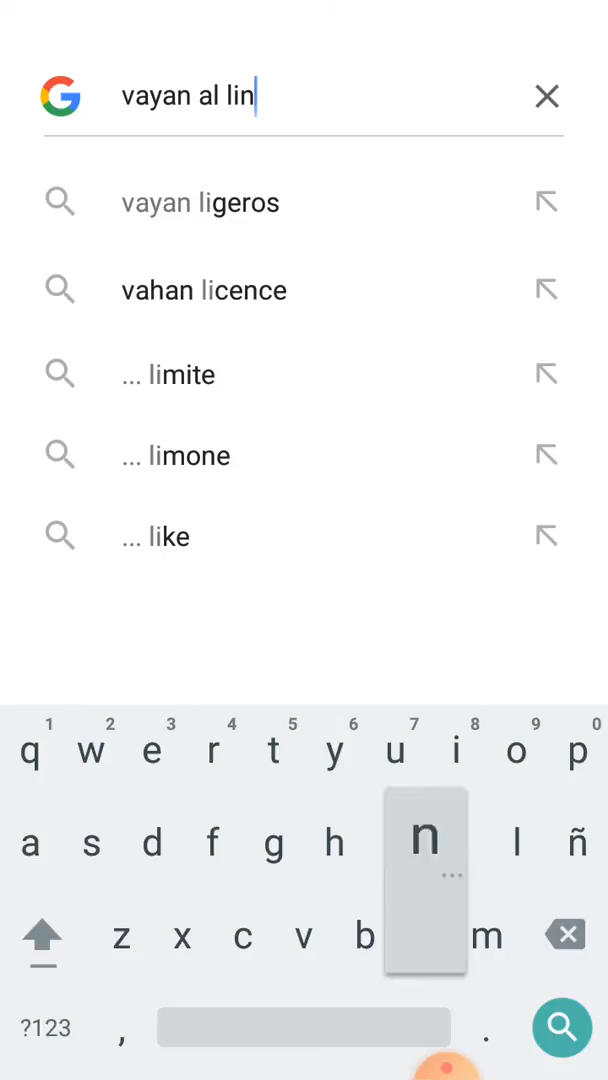 vayan al lin
vayan ligeros
vahan licence
... limite
... limone
... like
1 2 3 4 5 6 7 8 9 0
q w e r t y u i o p
a s d f g h n l ñ
z x c v b m
?123 , .